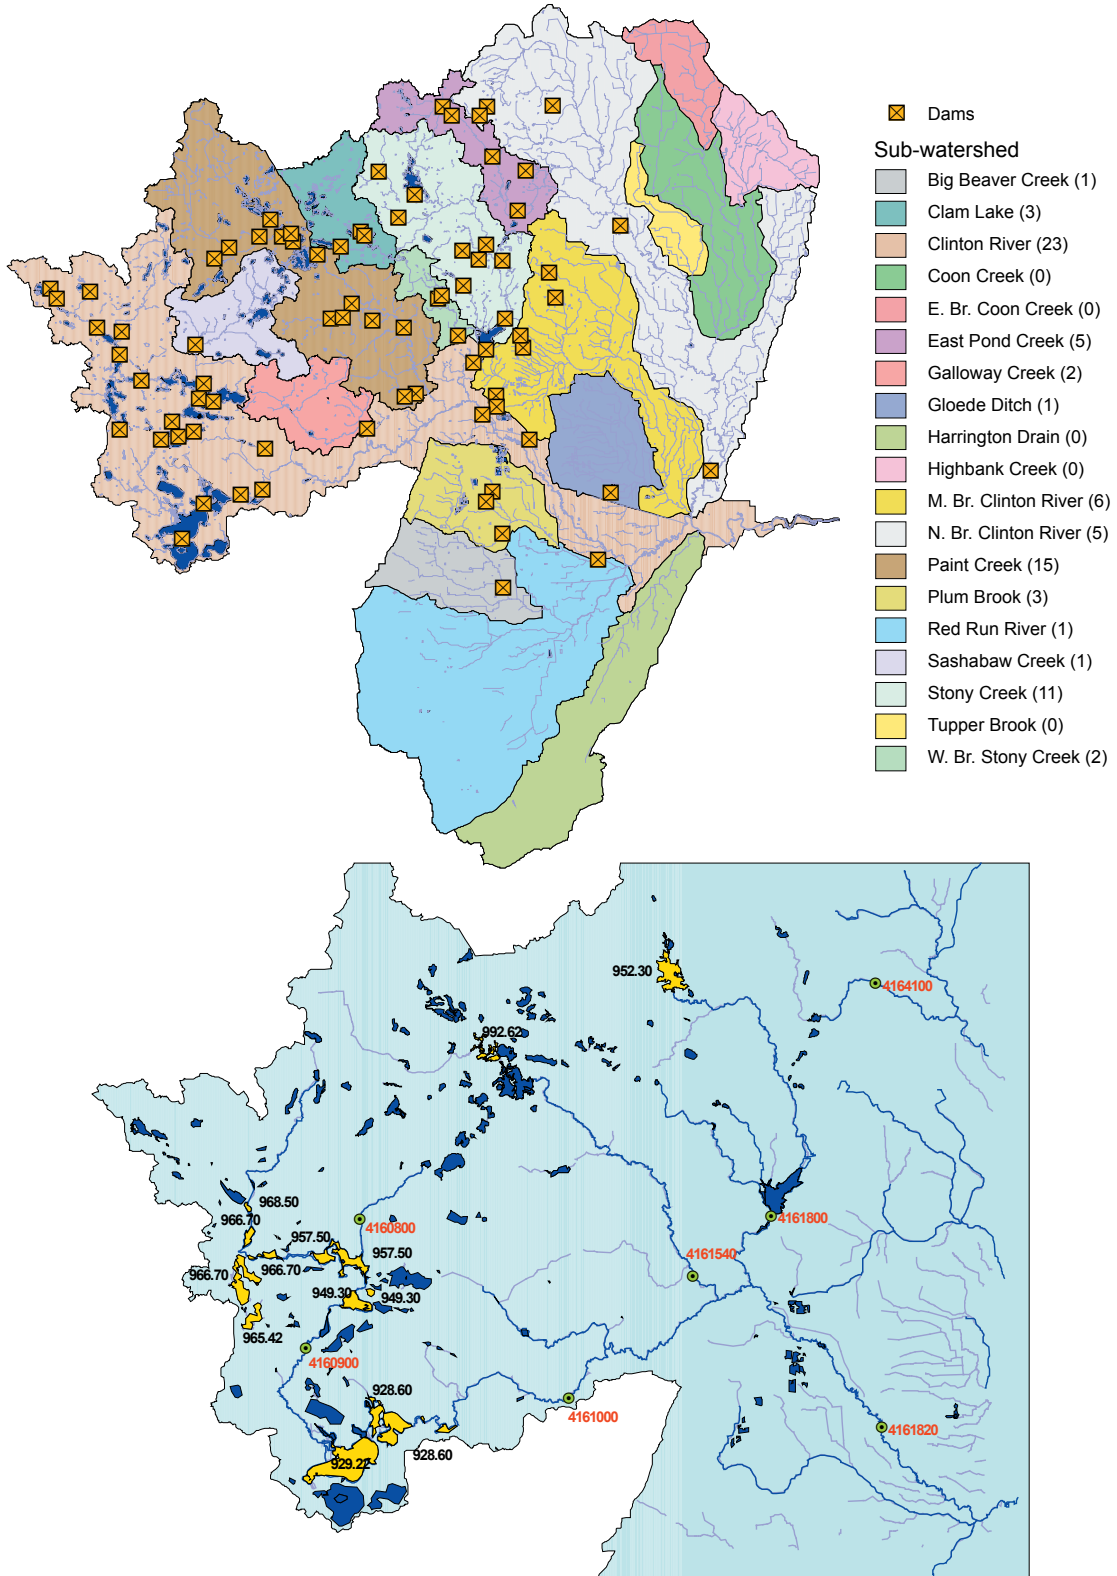 Dams
Sub-watershed
Big Beaver Creek (1)
Clam Lake (3)
Clinton River (23)
Coon Creek (0)
E. Br. Coon Creek (0)
East Pond Creek (5)
Galloway Creek (2)
Gloede Ditch (1)
Harrington Drain (0)
Highbank Creek (0)
M. Br. Clinton River (6)
N. Br. Clinton River (5)
Paint Creek (15)
Plum Brook (3)
Red Run River (1)
Sashabaw Creek (1)
Stony Creek (11)
Tupper Brook (0)
W. Br. Stony Creek (2)
952.30
4164100
992.62
968.50
966.70
4160800
4161800
957.50
957.50
4161540
966.70
966.70
949.30
949.30
965.42
4160900
928.60
4161000
4161820
928.60
929.22